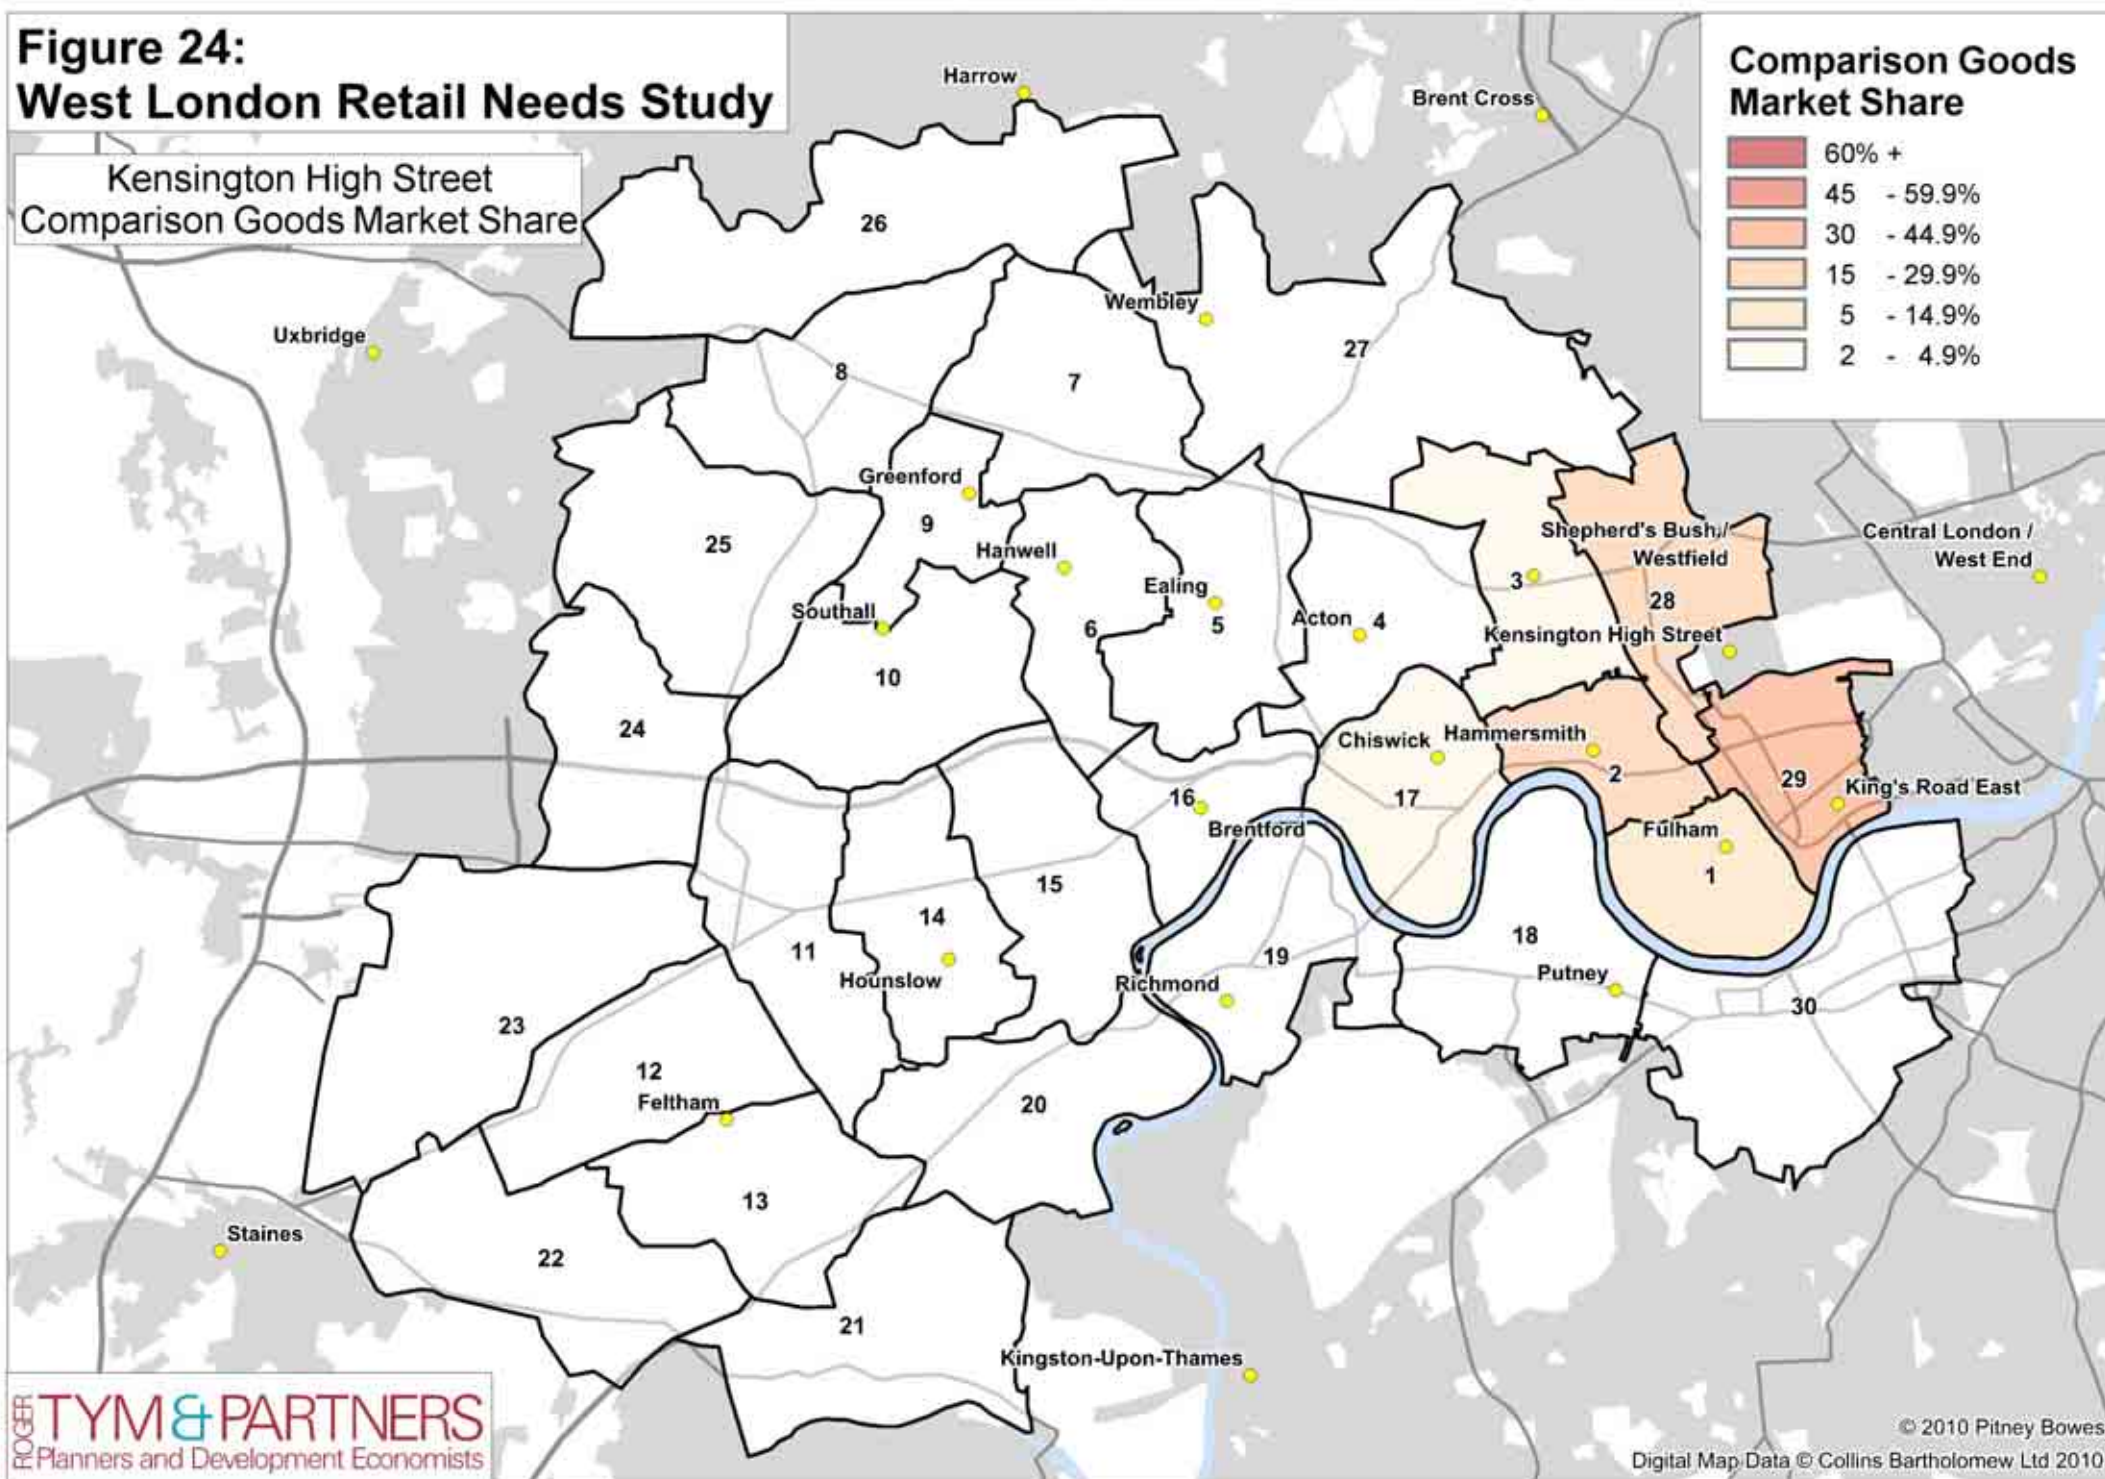 Figure 24:
West London Retail Needs Study
Kensington High Street
Comparison Goods Market Share
Comparison Goods
Market Share
60% +
45 - 59.9%
30 - 44.9%
15 - 29.9%
5 - 14.9%
2 - 4.9%
Harrow
Brent Cross
26
Wembley
Uxbridge
27
8
7
Greenford
9
25
Hanwell
Shepherd's Bush /
Westfield
Central London /
West End
3
28
Ealing
5
Southall
6
Acton
4
Kensington High Street
10
24
Chiswick
Hammersmith
2
29
King's Road East
16
17
Brentford
Fulham
1
15
14
11
Hounslow
18
19
Richmond
Putney
30
23
12
Feltham
20
13
Staines
22
21
Kingston-Upon-Thames
ROGER
TYM & PARTNERS
Planners and Development Economists
© 2010 Pitney Bowes
Digital Map Data © Collins Bartholomew Ltd 2010